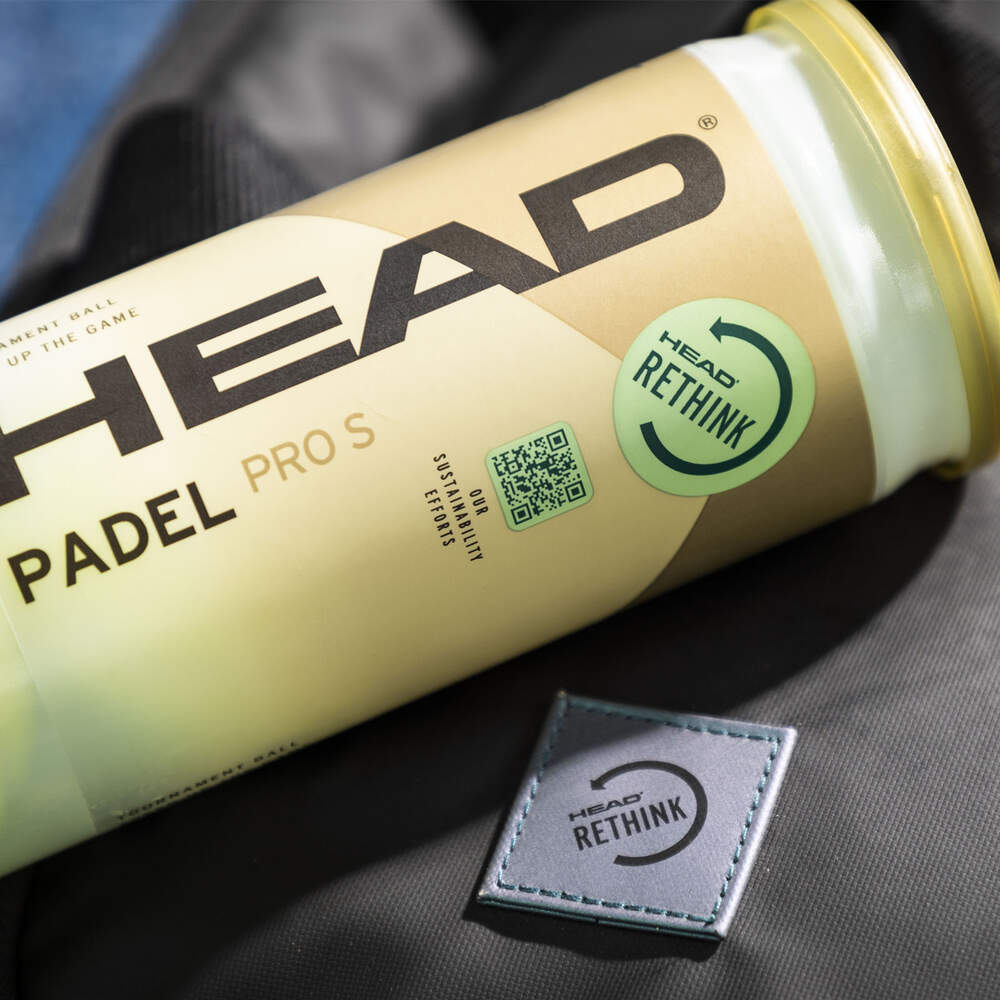 AMENT BALL
UP THE GAME
HEAD®
PADEL PRO S
OUR
SUSTAINABILITY
EFFORTS
HEAD
RETHINK
TOURNAMENT BALL
HEAD
RETHINK